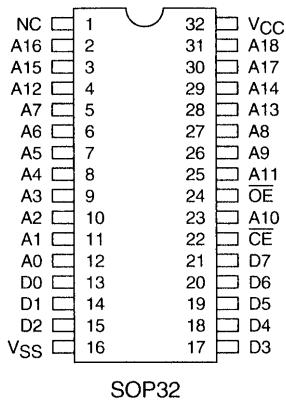 NC 1 32 VCC
A16 2 31 A18
A15 3 30 A17
A12 4 29 A14
A7 5 28 A13
A6 6 27 A8
A5 7 26 A9
A4 8 25 A11
A3 9 24 O̅E̅
A2 10 23 A10
A1 11 22 C̅E̅
A0 12 21 D7
D0 13 20 D6
D1 14 19 D5
D2 15 18 D4
VSS 16 17 D3
SOP32